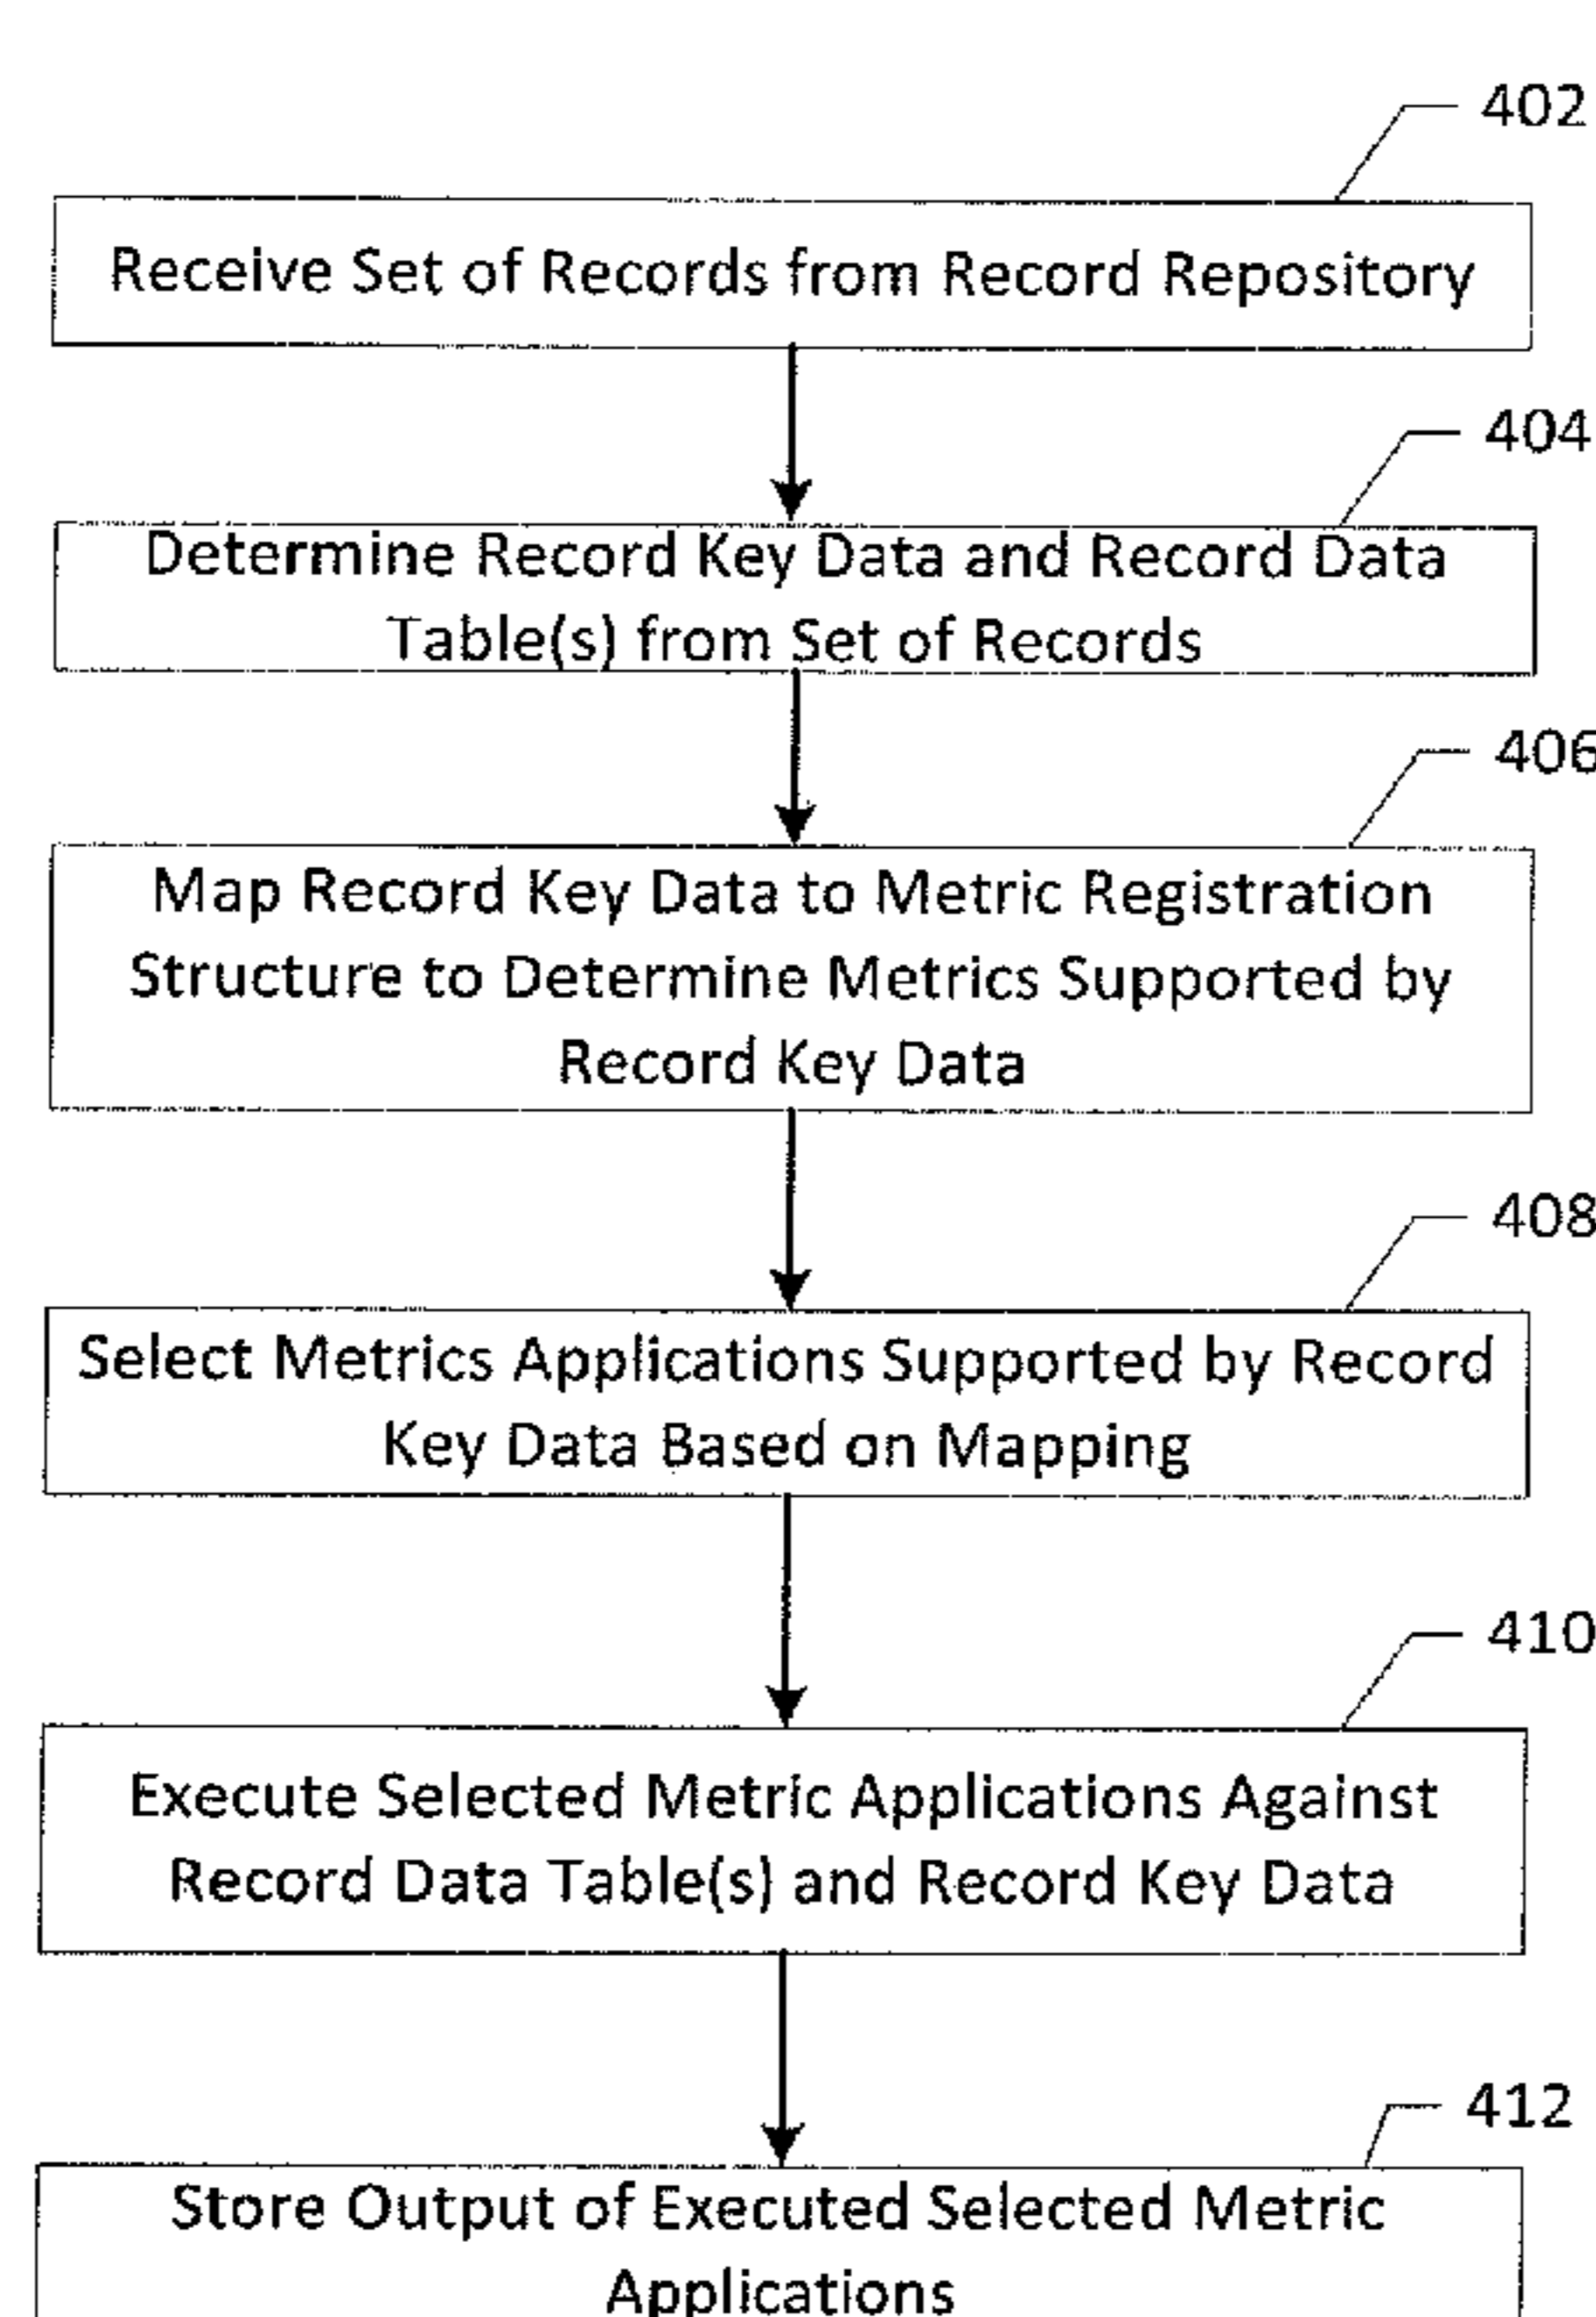 402
Receive Set of Records from Record Repository
404
Determine Record Key Data and Record Data
Table(s) from Set of Records
406
Map Record Key Data to Metric Registration
Structure to Determine Metrics Supported by
Record Key Data
408
Select Metrics Applications Supported by Record
Key Data Based on Mapping
410
Execute Selected Metric Applications Against
Record Data Table(s) and Record Key Data
412
Store Output of Executed Selected Metric
Applications